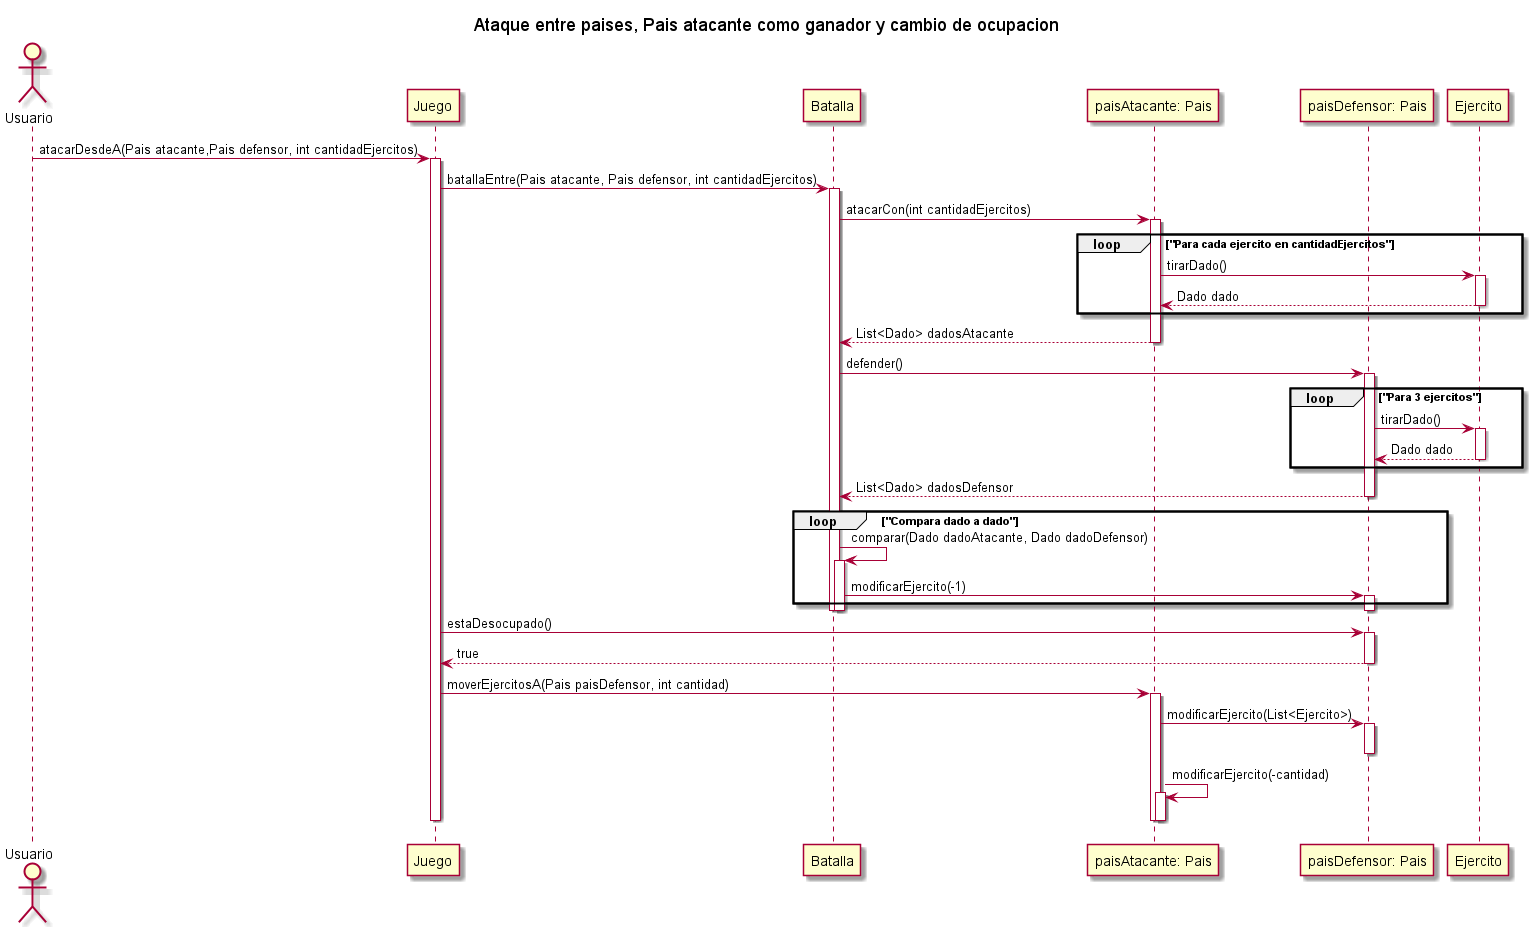 Ataque entre paises, Pais atacante como ganador y cambio de ocupacion
Usuario
Juego
Batalla
paisAtacante: Pais
paisDefensor: Pais
Ejercito
atacarDesdeA(Pais atacante,Pais defensor, int cantidadEjercitos)
batallaEntre(Pais atacante, Pais defensor, int cantidadEjercitos)
atacarCon(int cantidadEjercitos)
loop
["Para cada ejercito en cantidadEjercitos"]
tirarDado()
Dado dado
List<Dado> dadosAtacante
defender()
loop
["Para 3 ejercitos"]
tirarDado()
Dado dado
List<Dado> dadosDefensor
loop
["Compara dado a dado"]
comparar(Dado dadoAtacante, Dado dadoDefensor)
modificarEjercito(-1)
estaDesocupado()
true
moverEjercitosA(Pais paisDefensor, int cantidad)
modificarEjercito(List<Ejercito>)
modificarEjercito(-cantidad)
Usuario
Juego
Batalla
paisAtacante: Pais
paisDefensor: Pais
Ejercito